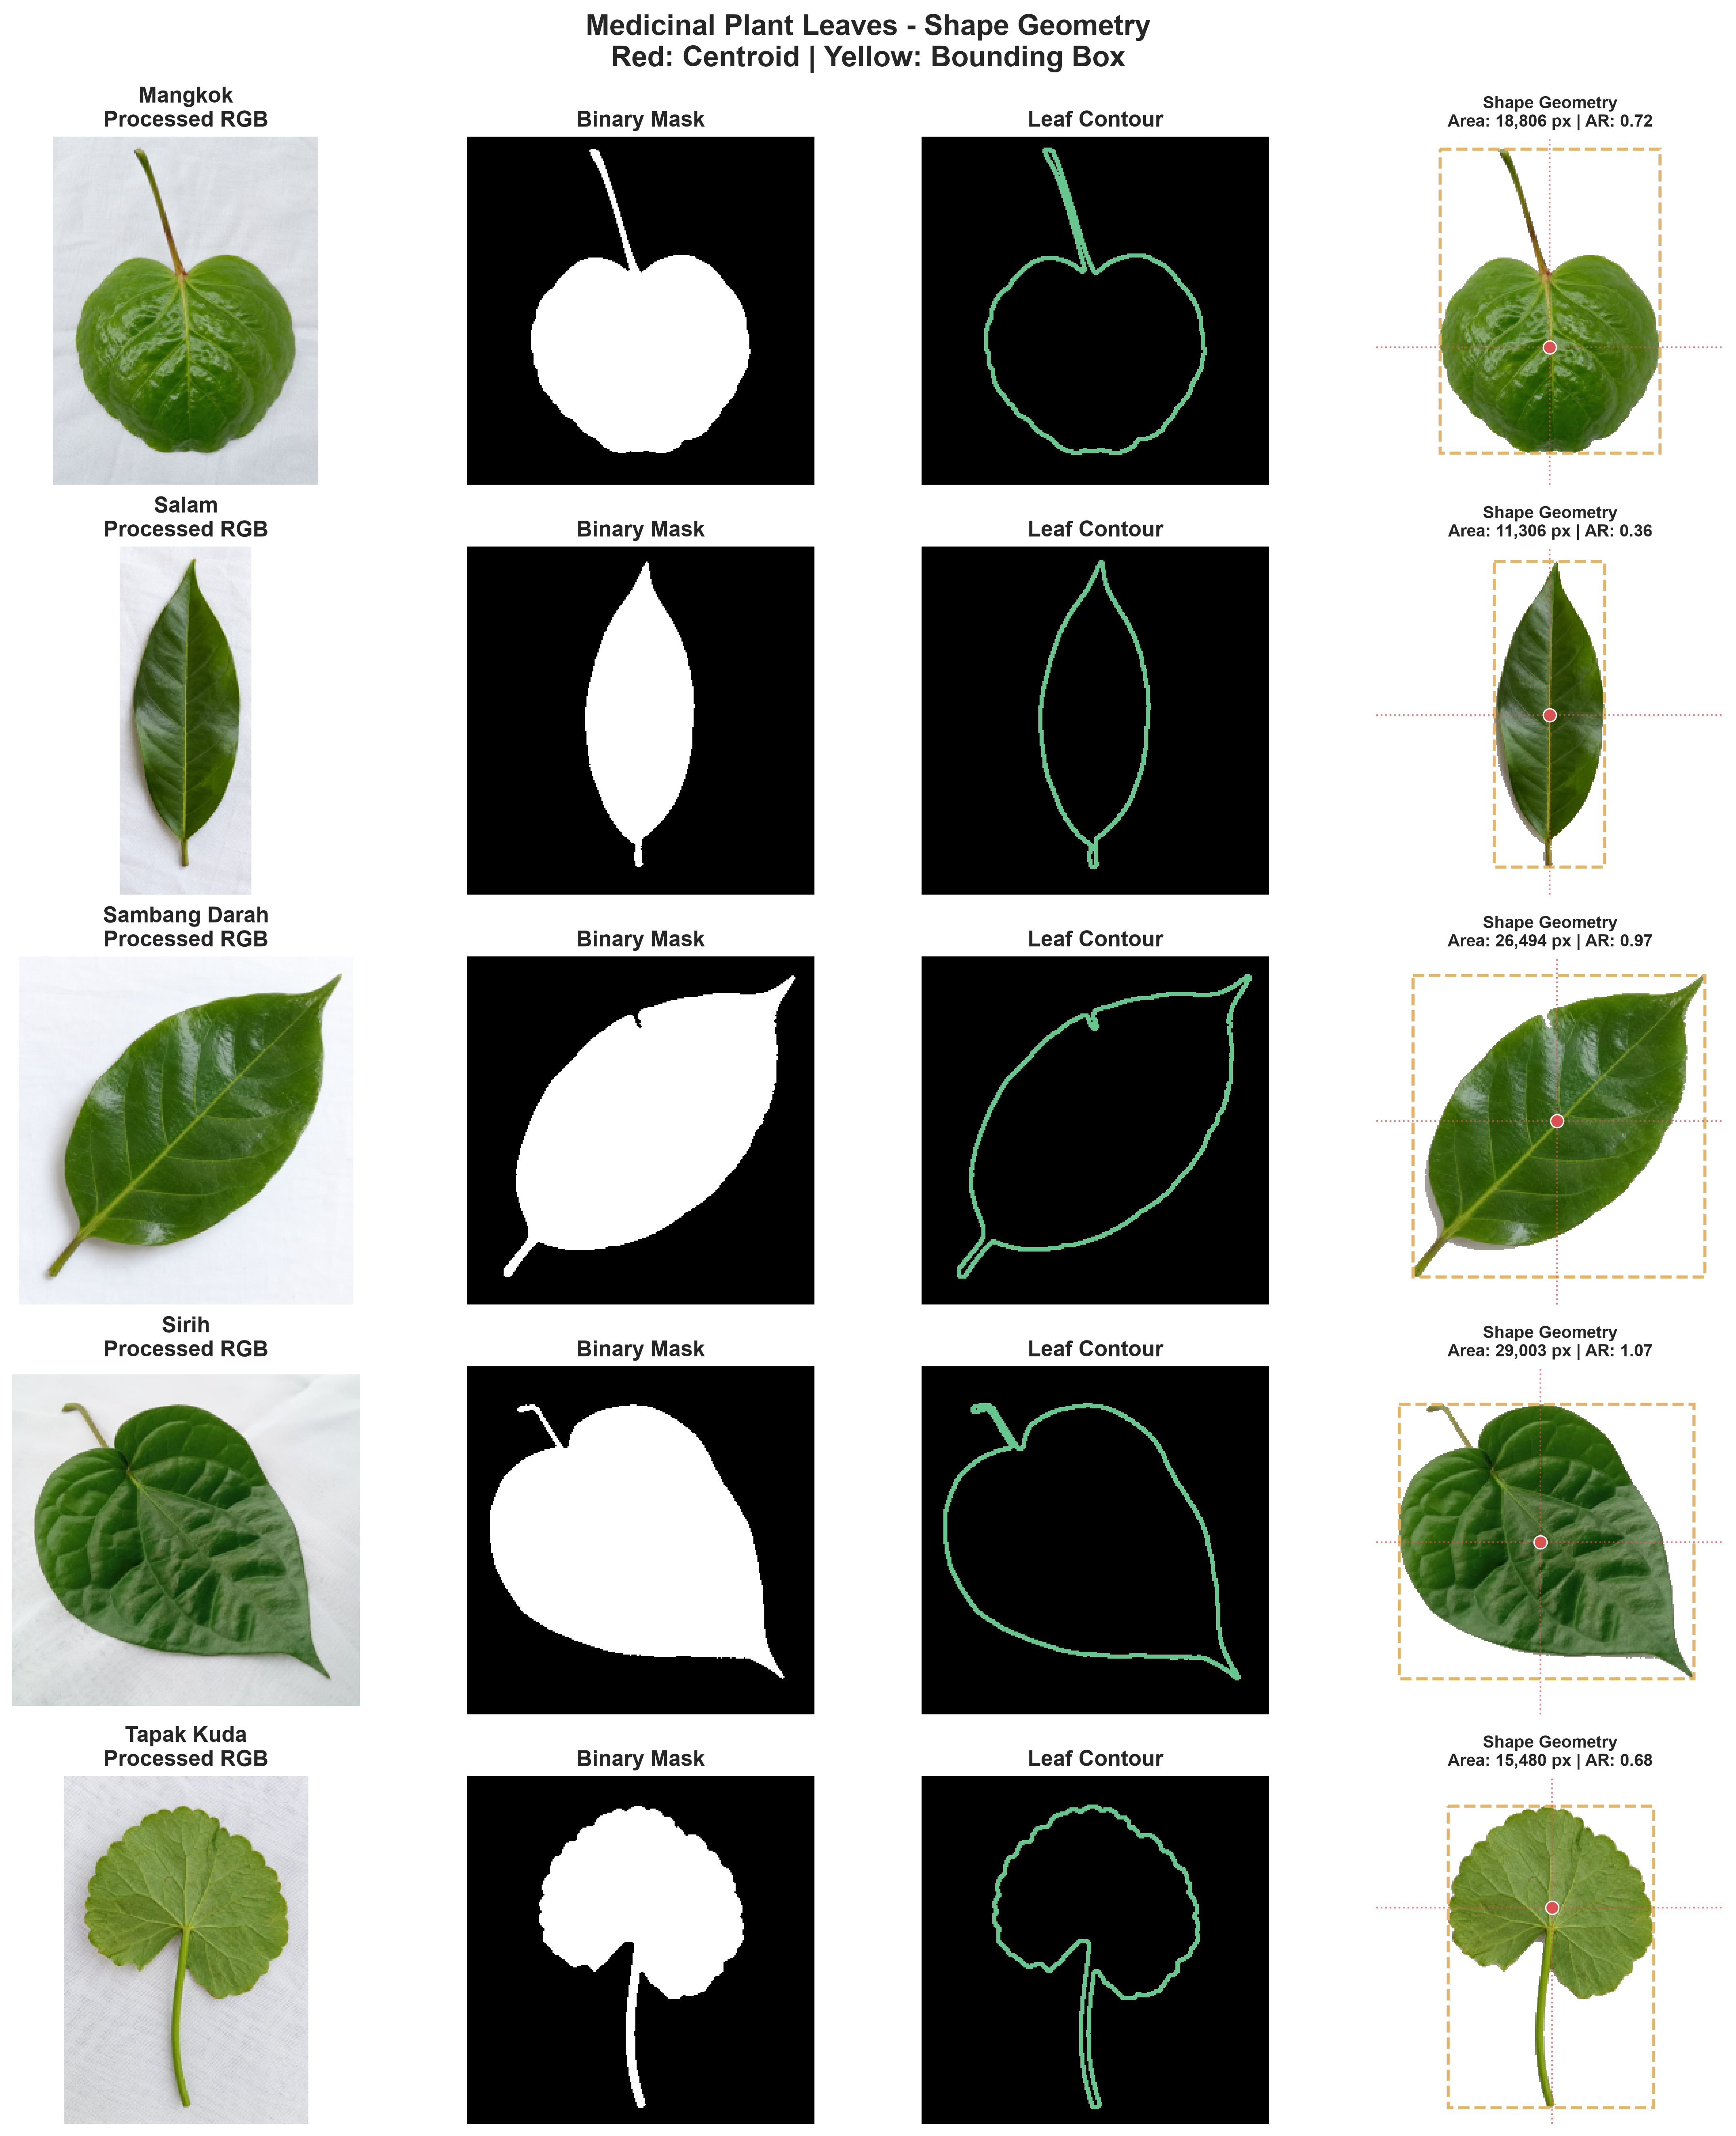 Medicinal Plant Leaves - Shape Geometry
Red: Centroid | Yellow: Bounding Box
Mangkok
Processed RGB
Binary Mask
Leaf Contour
Shape Geometry
Area: 18,806 px | AR: 0.72
Salam
Processed RGB
Binary Mask
Leaf Contour
Shape Geometry
Area: 11,306 px | AR: 0.36
Sambang Darah
Processed RGB
Binary Mask
Leaf Contour
Shape Geometry
Area: 26,494 px | AR: 0.97
Sirih
Processed RGB
Binary Mask
Leaf Contour
Shape Geometry
Area: 29,003 px | AR: 1.07
Tapak Kuda
Processed RGB
Binary Mask
Leaf Contour
Shape Geometry
Area: 15,480 px | AR: 0.68